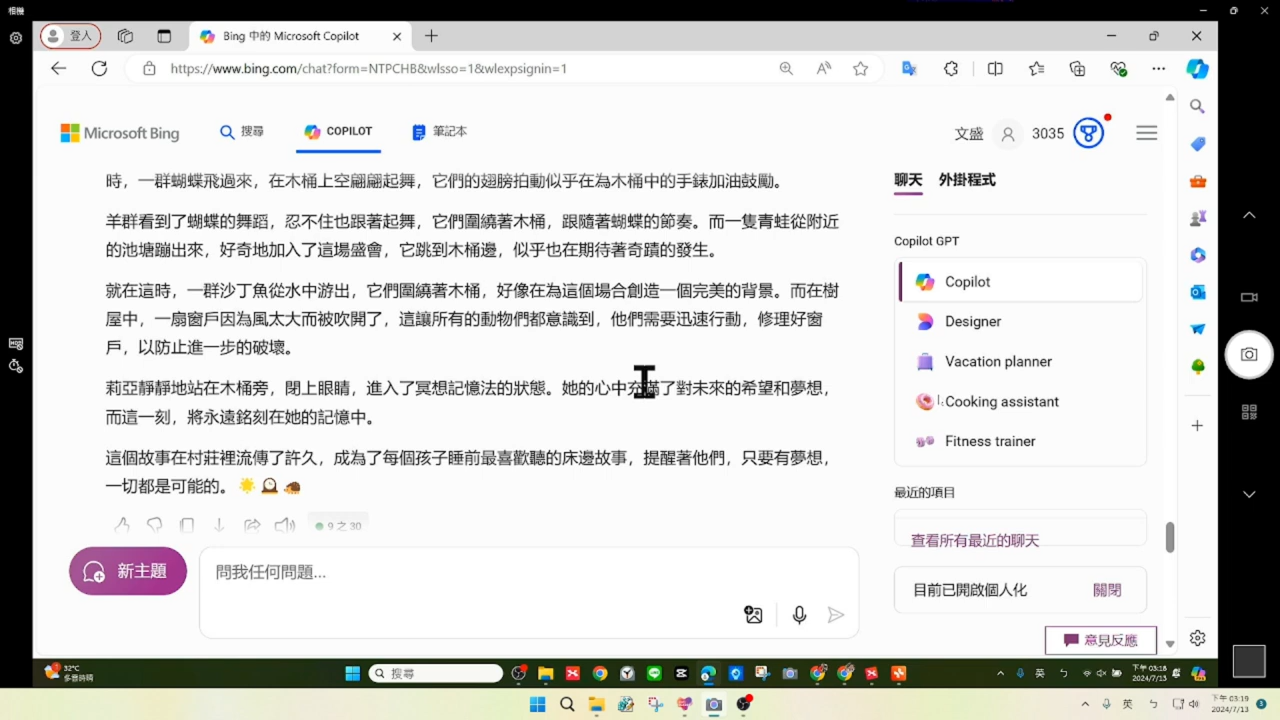 相機
登入
Bing 中的 Microsoft Copilot
https://www.bing.com/chat?form=NTPCHB&wlsso=1&wlexpsignin=1
Microsoft Bing
搜尋
COPILOT
筆記本
文盛
3035
時，一群蝴蝶飛過來，在木桶上空翩翩起舞，它們的翅膀拍動似乎在為木桶中的手錶加油鼓勵。
羊群看到了蝴蝶的舞蹈，忍不住也跟著起舞，它們圍繞著木桶，跟隨著蝴蝶的節奏。而一隻青蛙從附近
的池塘蹦出來，好奇地加入了這場盛會，它跳到木桶邊，似乎也在期待著奇蹟的發生。
就在這時，一群沙丁魚從水中游出，它們圍繞著木桶，好像在為這個場合創造一個完美的背景。而在樹
屋中，一扇窗戶因為風太大而被吹開了，這讓所有的動物們都意識到，他們需要迅速行動，修理好窗
戶，以防止進一步的破壞。
莉亞靜靜地站在木桶旁，閉上眼睛，進入了冥想記憶法的狀態。她的心中充滿了對未來的希望和夢想，
而這一刻，將永遠銘刻在她的記憶中。
這個故事在村莊裡流傳了許久，成為了每個孩子睡前最喜歡聽的床邊故事，提醒著他們，只要有夢想，
一切都是可能的。
9 之 30
新主題
問我任何問題...
聊天
外掛程式
Copilot GPT
Copilot
Designer
Vacation planner
Cooking assistant
Fitness trainer
最近的項目
查看所有最近的聊天
目前已開啟個人化
關閉
意見反應
32°C
多雲時晴
搜尋
英
下午 03:18
2024/7/13
英
下午 03:19
2024/7/13